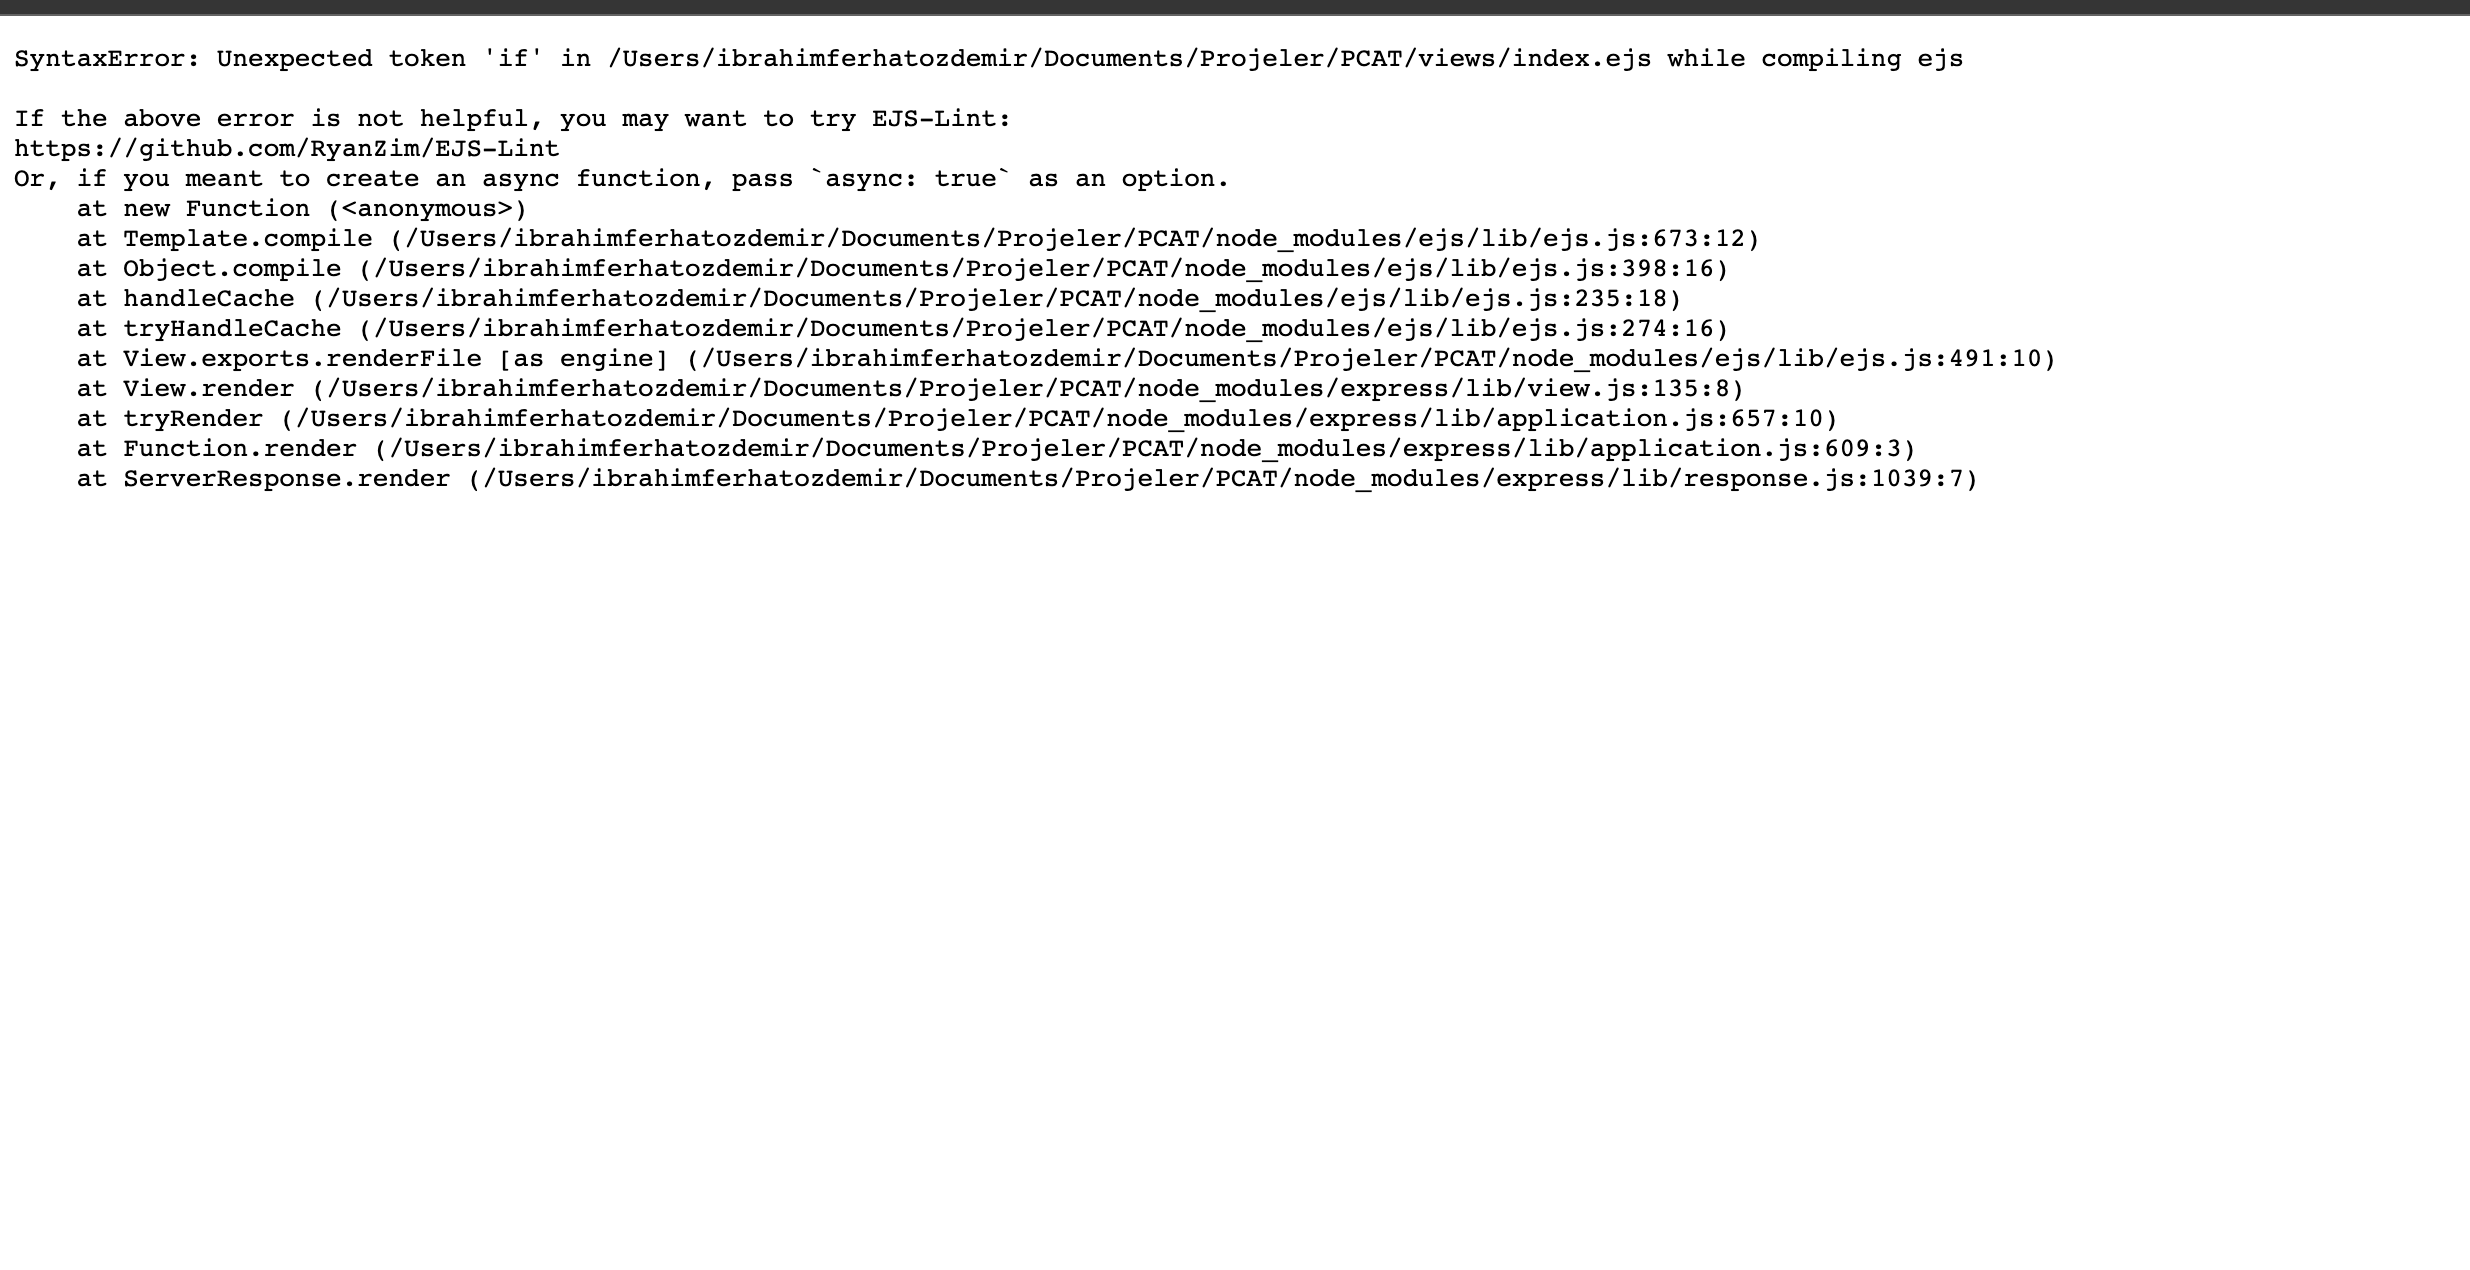 SyntaxError: Unexpected token 'if' in /Users/ibrahimferhatozdemir/Documents/Projeler/PCAT/views/index.ejs while compiling ejs

If the above error is not helpful, you may want to try EJS-Lint:
https://github.com/RyanZim/EJS-Lint
Or, if you meant to create an async function, pass `async: true` as an option.
    at new Function (<anonymous>)
    at Template.compile (/Users/ibrahimferhatozdemir/Documents/Projeler/PCAT/node_modules/ejs/lib/ejs.js:673:12)
    at Object.compile (/Users/ibrahimferhatozdemir/Documents/Projeler/PCAT/node_modules/ejs/lib/ejs.js:398:16)
    at handleCache (/Users/ibrahimferhatozdemir/Documents/Projeler/PCAT/node_modules/ejs/lib/ejs.js:235:18)
    at tryHandleCache (/Users/ibrahimferhatozdemir/Documents/Projeler/PCAT/node_modules/ejs/lib/ejs.js:274:16)
    at View.exports.renderFile [as engine] (/Users/ibrahimferhatozdemir/Documents/Projeler/PCAT/node_modules/ejs/lib/ejs.js:491:10)
    at View.render (/Users/ibrahimferhatozdemir/Documents/Projeler/PCAT/node_modules/express/lib/view.js:135:8)
    at tryRender (/Users/ibrahimferhatozdemir/Documents/Projeler/PCAT/node_modules/express/lib/application.js:657:10)
    at Function.render (/Users/ibrahimferhatozdemir/Documents/Projeler/PCAT/node_modules/express/lib/application.js:609:3)
    at ServerResponse.render (/Users/ibrahimferhatozdemir/Documents/Projeler/PCAT/node_modules/express/lib/response.js:1039:7)